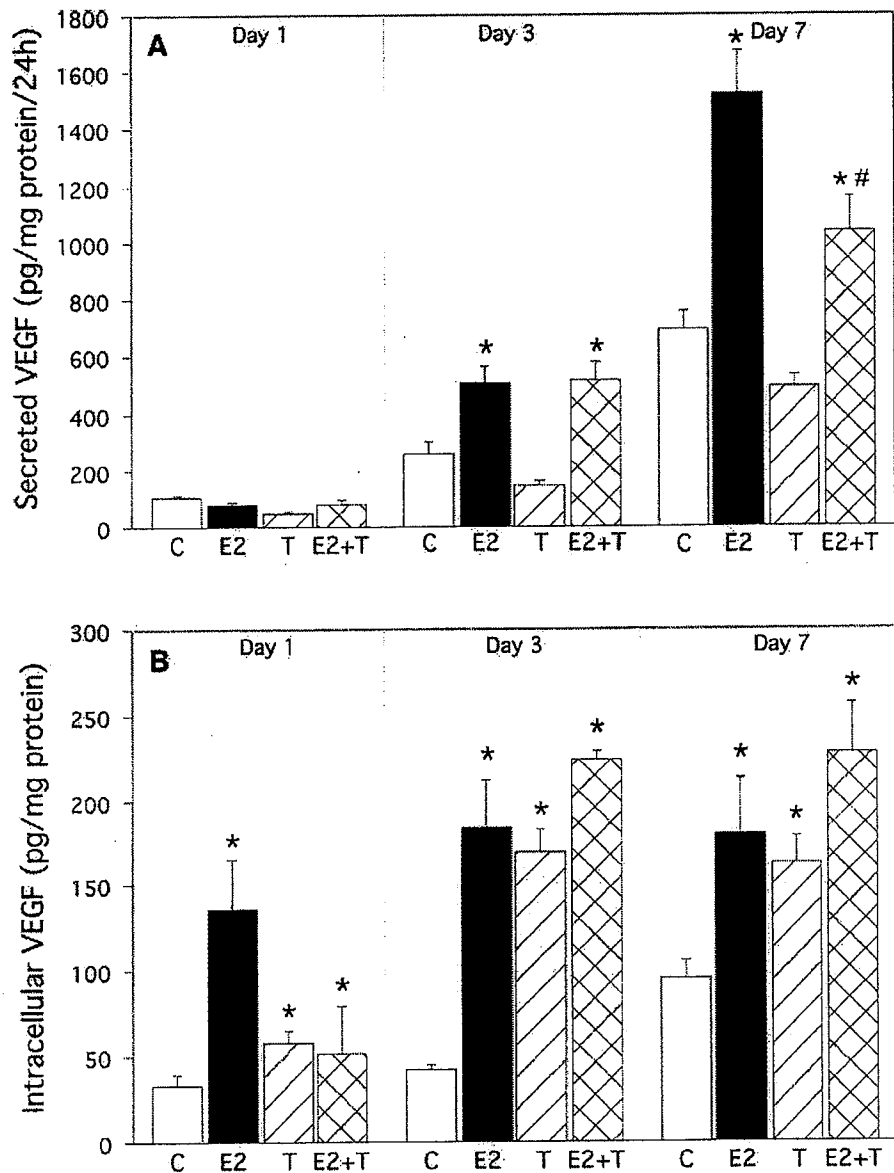 A
Day 1 Day 3 Day 7
Secreted VEGF (pg/mg protein/24h)
1800
1600
1400
1200
1000
800
600
400
200
0
* * * * #
C E2 T E2+T C E2 T E2+T C E2 T E2+T
B
Day 1 Day 3 Day 7
Intracellular VEGF (pg/mg protein)
300
250
200
150
100
50
0
* * * * * * * * *
C E2 T E2+T C E2 T E2+T C E2 T E2+T